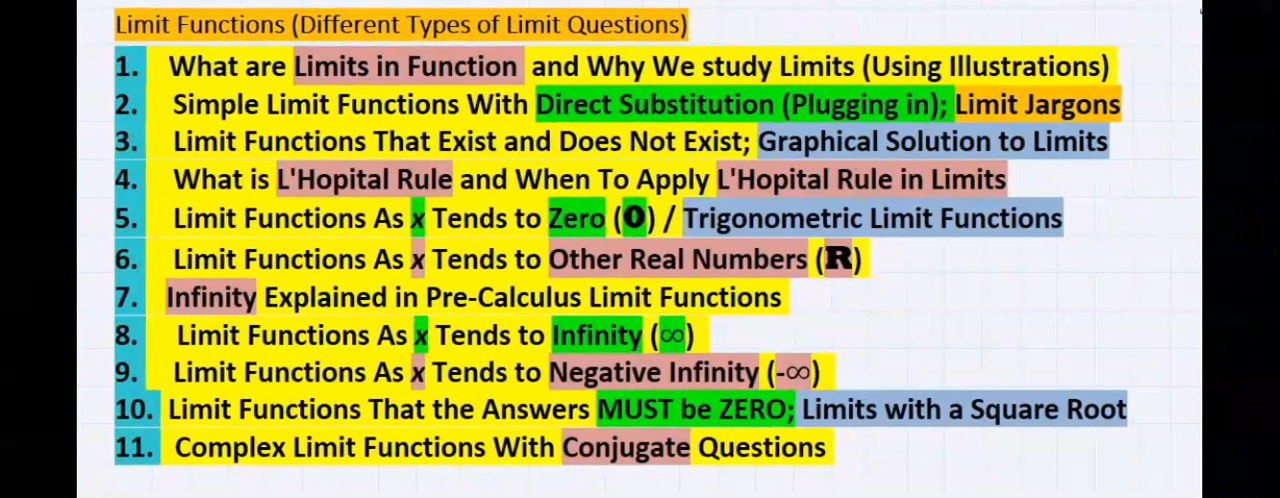 Limit Functions (Different Types of Limit Questions)
1. What are Limits in Function and Why We study Limits (Using Illustrations)
2. Simple Limit Functions With Direct Substitution (Plugging in); Limit Jargons
3. Limit Functions That Exist and Does Not Exist; Graphical Solution to Limits
4. What is L'Hopital Rule and When To Apply L'Hopital Rule in Limits
5. Limit Functions As x Tends to Zero (0) / Trigonometric Limit Functions
6. Limit Functions As x Tends to Other Real Numbers (R)
7. Infinity Explained in Pre-Calculus Limit Functions
8. Limit Functions As x Tends to Infinity (∞)
9. Limit Functions As x Tends to Negative Infinity (-∞)
10. Limit Functions That the Answers MUST be ZERO; Limits with a Square Root
11. Complex Limit Functions With Conjugate Questions